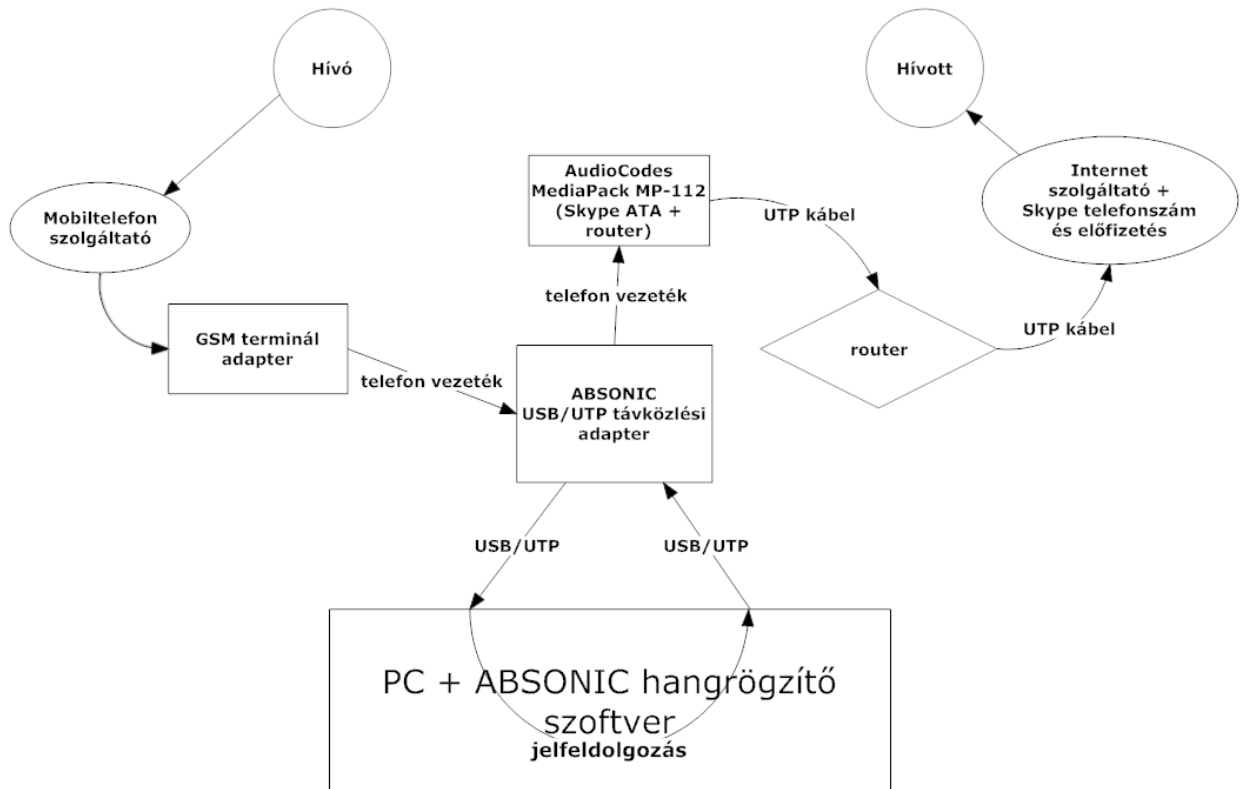 Hívó
Hívott
Mobiltelefon
szolgáltató
AudioCodes
MediaPack MP-112
(Skype ATA +
router)
UTP kábel
Internet
szolgáltató +
Skype telefonszám
és előfizetés
telefon vezeték
GSM terminál
adapter
telefon vezeték
ABSONIC
USB/UTP távközlési
adapter
router
UTP kábel
USB/UTP
USB/UTP
PC + ABSONIC hangrögzítő
szoftver
jelfeldolgozás